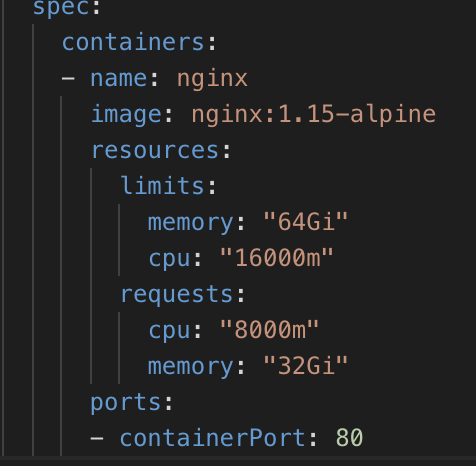 spec:
containers:
- name: nginx
image: nginx:1.15-alpine
resources:
limits:
memory: "64Gi"
cpu: "16000m"
requests:
cpu: "8000m"
memory: "32Gi"
ports:
- containerPort: 80